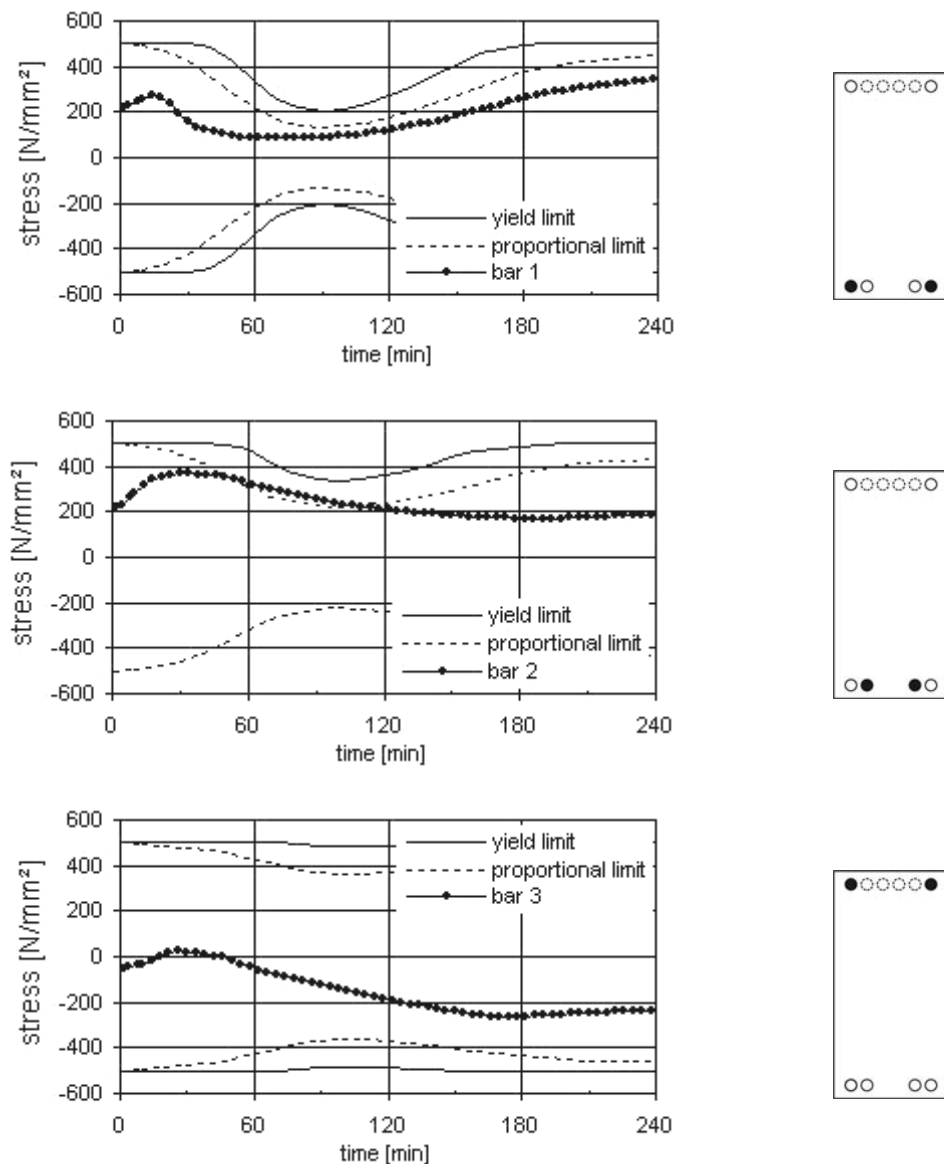 600
400
200
0
-200
-400
-600
stress [N/mm²]
yield limit
proportional limit
bar 1
0 60 120 180 240
time [min]
600
400
200
0
-200
-400
-600
stress [N/mm²]
yield limit
proportional limit
bar 2
0 60 120 180 240
time [min]
600
400
200
0
-200
-400
-600
stress [N/mm²]
yield limit
proportional limit
bar 3
0 60 120 180 240
time [min]